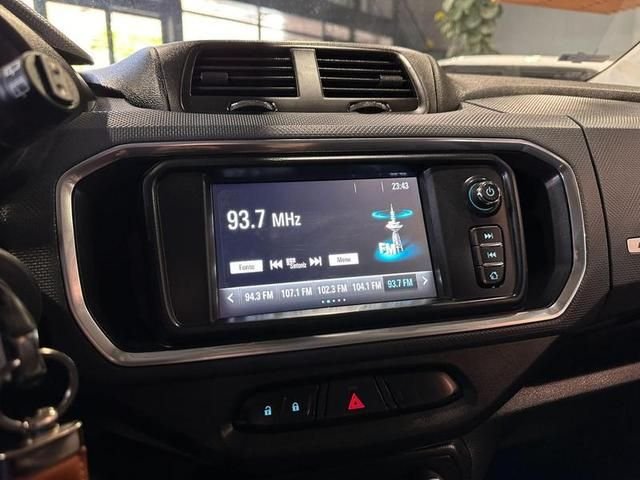 23:43
93.7 MHz
FM
Fonte Sintoniz Menu
94.3 FM 107.1 FM 102.3 FM 104.1 FM 93.7 FM